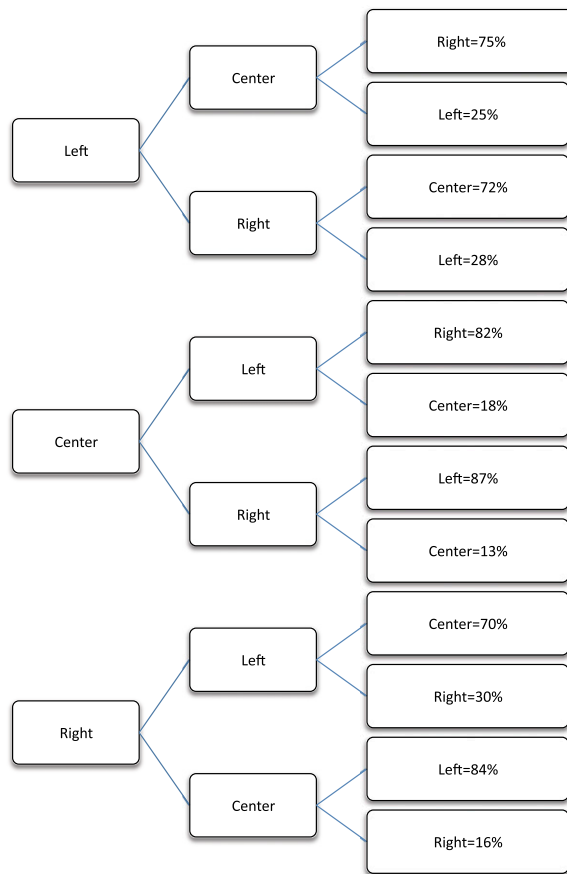 Left
Center
Right=75%
Left=25%
Right
Center=72%
Left=28%
Center
Left
Right=82%
Center=18%
Right
Left=87%
Center=13%
Right
Left
Center=70%
Right=30%
Center
Left=84%
Right=16%